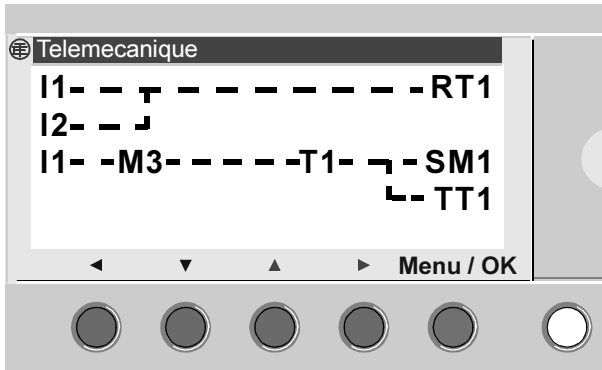 Telemecanique
I1 RT1
I2
I1 M3 T1 SM1
TT1
Menu / OK